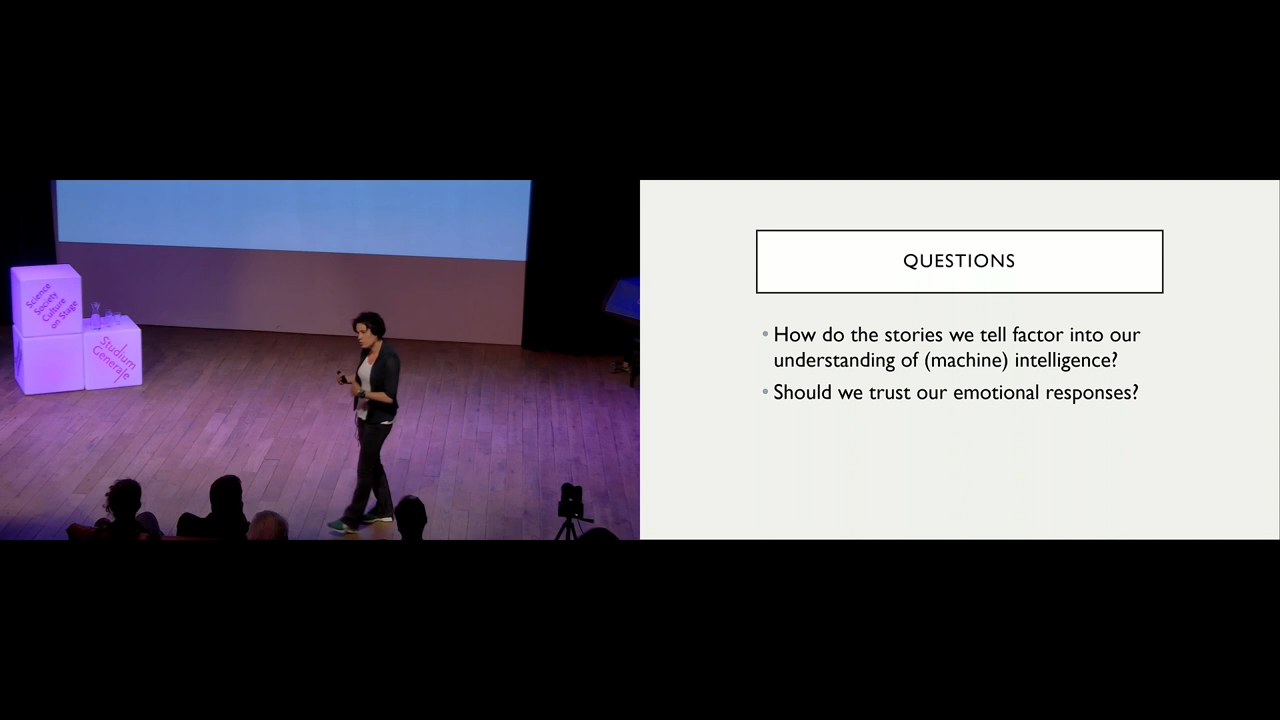 Science
Society
Culture
on Stage
Studium
Generale
QUESTIONS
• How do the stories we tell factor into our
understanding of (machine) intelligence?
• Should we trust our emotional responses?